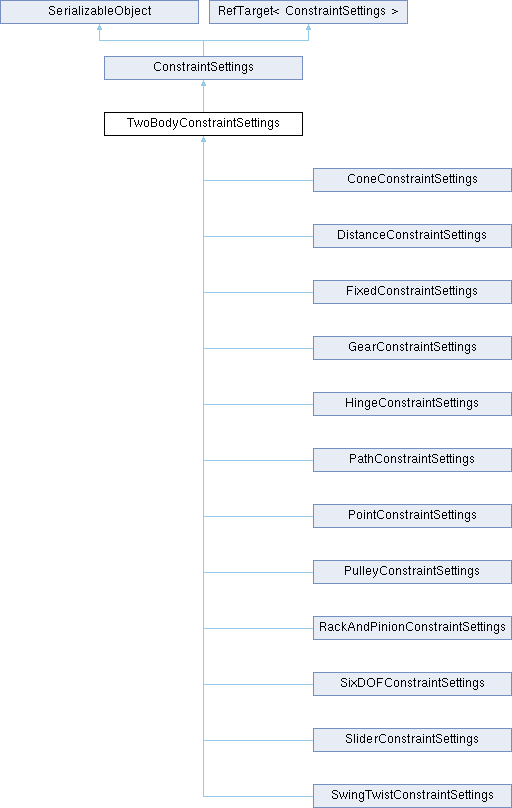 SerializableObject
RefTarget< ConstraintSettings >
ConstraintSettings
TwoBodyConstraintSettings
ConeConstraintSettings
DistanceConstraintSettings
FixedConstraintSettings
GearConstraintSettings
HingeConstraintSettings
PathConstraintSettings
PointConstraintSettings
PulleyConstraintSettings
RackAndPinionConstraintSettings
SixDOFConstraintSettings
SliderConstraintSettings
SwingTwistConstraintSettings